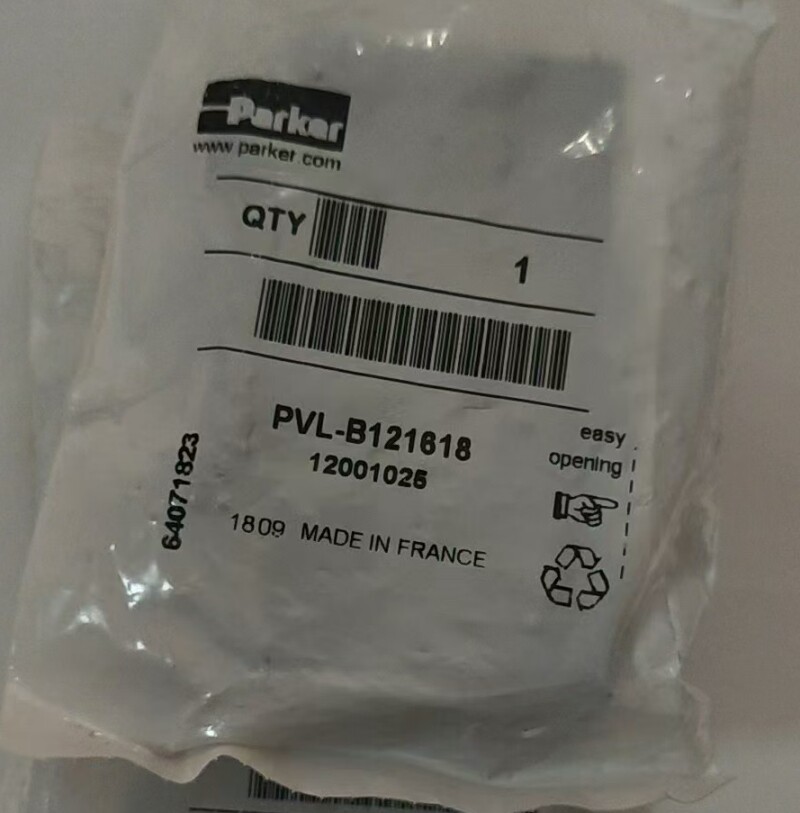 Parker
www parker com
QTY
1
PVL-B121618
12001025
64071823
1809 MADE IN FRANCE
easy
opening